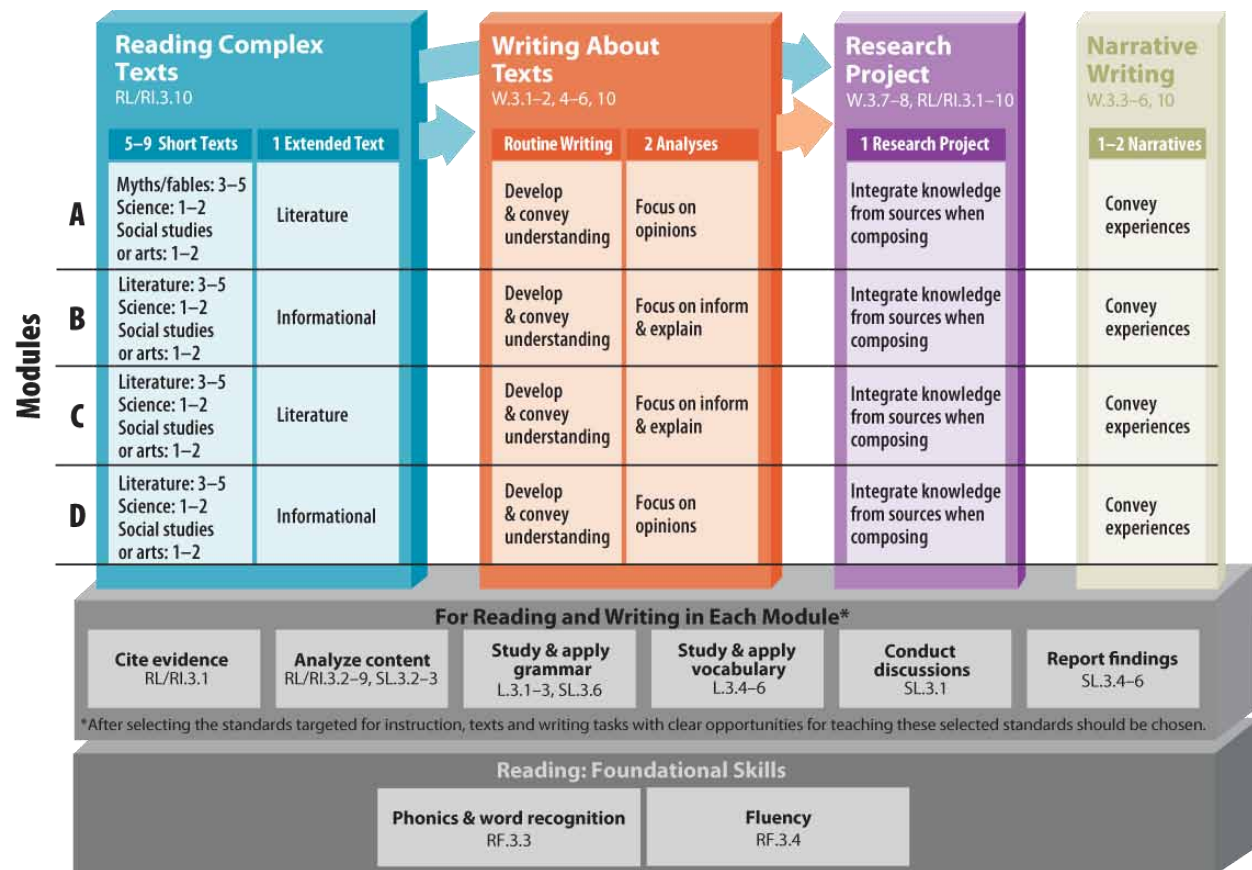 Reading Complex
Texts
RL/RI.3.10
Writing About
Texts
W.3.1–2, 4–6, 10
Research
Project
W.3.7–8, RL/RI.3.1–10
Narrative
Writing
W.3.3–6, 10
5–9 Short Texts
1 Extended Text
Routine Writing
2 Analyses
1 Research Project
1–2 Narratives
Modules
A
Myths/fables: 3–5
Science: 1–2
Social studies
or arts: 1–2
Literature
Develop
& convey
understanding
Focus on
opinions
Integrate knowledge
from sources when
composing
Convey
experiences
B
Literature: 3–5
Science: 1–2
Social studies
or arts: 1–2
Informational
Develop
& convey
understanding
Focus on inform
& explain
Integrate knowledge
from sources when
composing
Convey
experiences
C
Literature: 3–5
Science: 1–2
Social studies
or arts: 1–2
Literature
Develop
& convey
understanding
Focus on inform
& explain
Integrate knowledge
from sources when
composing
Convey
experiences
D
Literature: 3–5
Science: 1–2
Social studies
or arts: 1–2
Informational
Develop
& convey
understanding
Focus on
opinions
Integrate knowledge
from sources when
composing
Convey
experiences
For Reading and Writing in Each Module*
Cite evidence
RL/RI.3.1
Analyze content
RL/RI.3.2–9, SL.3.2–3
Study & apply
grammar
L.3.1–3, SL.3.6
Study & apply
vocabulary
L.3.4–6
Conduct
discussions
SL.3.1
Report findings
SL.3.4–6
*After selecting the standards targeted for instruction, texts and writing tasks with clear opportunities for teaching these selected standards should be chosen.
Reading: Foundational Skills
Phonics & word recognition
RF.3.3
Fluency
RF.3.4